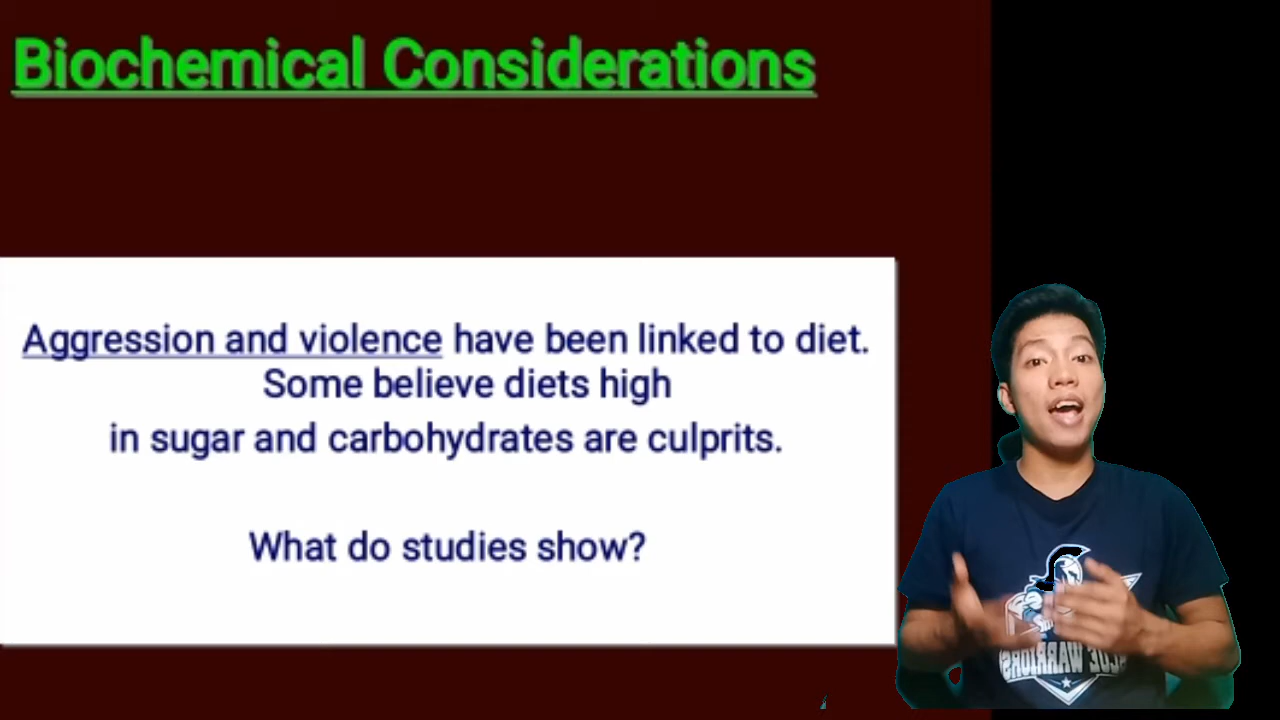 Biochemical Considerations
Aggression and violence have been linked to diet.
Some believe diets high
in sugar and carbohydrates are culprits.
What do studies show?